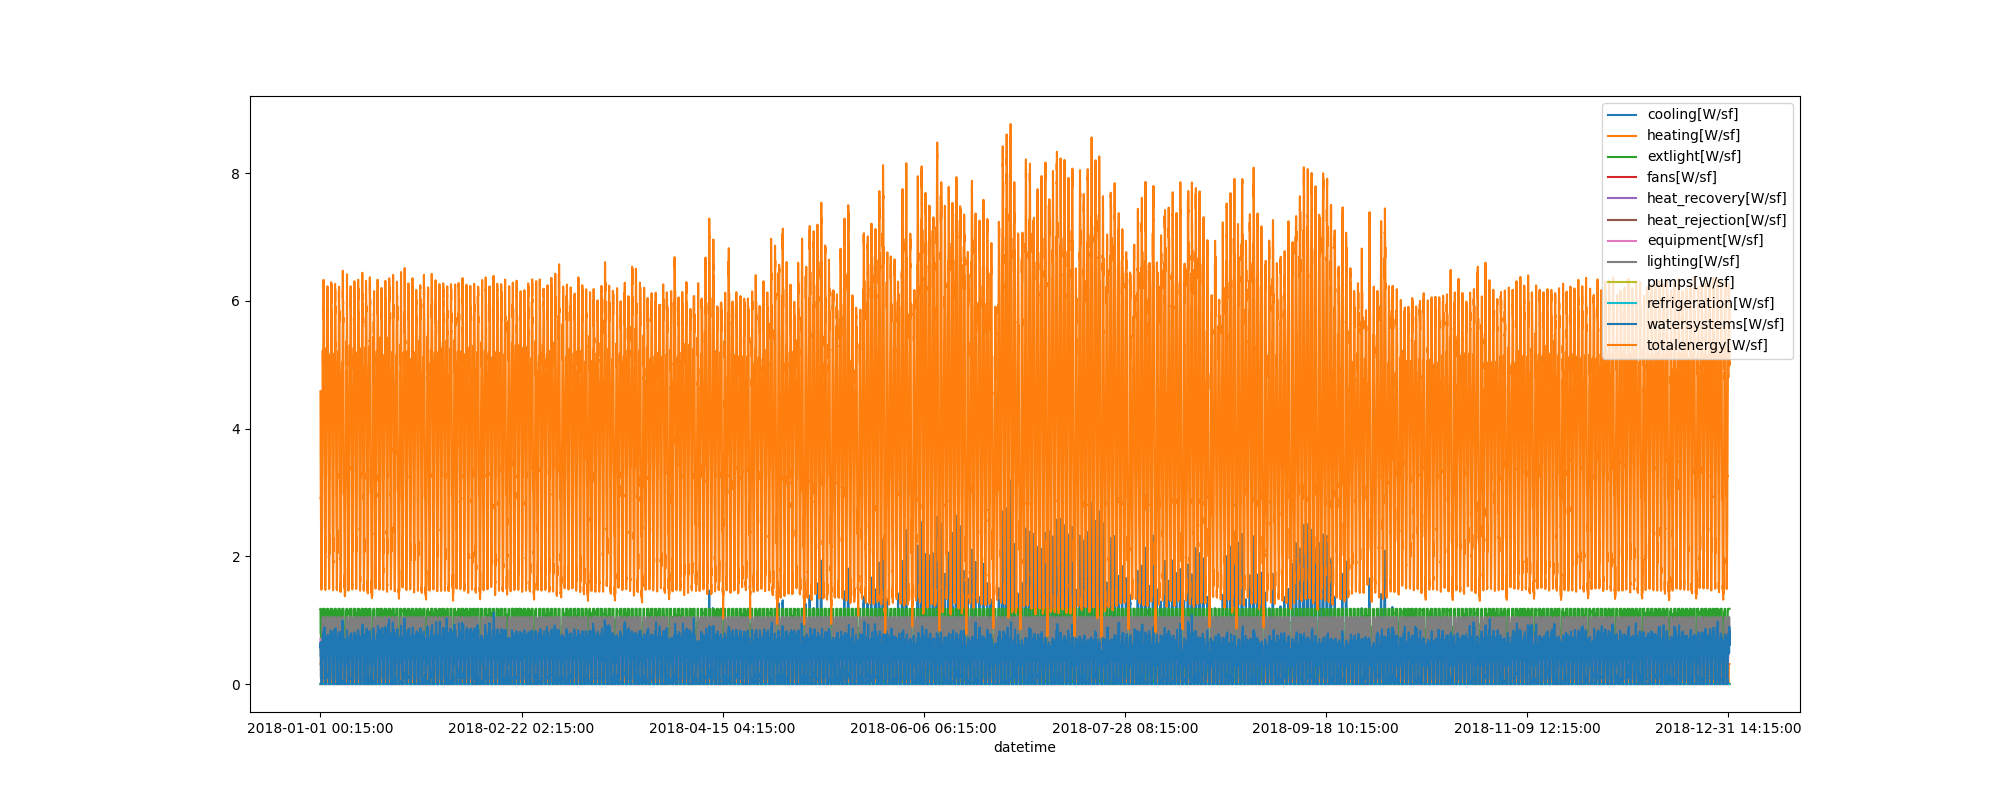 cooling[W/sf]
heating[W/sf]
extlight[W/sf]
fans[W/sf]
heat_recovery[W/sf]
heat_rejection[W/sf]
equipment[W/sf]
lighting[W/sf]
pumps[W/sf]
refrigeration[W/sf]
watersystems[W/sf]
totalenergy[W/sf]
8
6
4
2
0
2018-01-01 00:15:00 2018-02-22 02:15:00 2018-04-15 04:15:00 2018-06-06 06:15:00 2018-07-28 08:15:00 2018-09-18 10:15:00 2018-11-09 12:15:00 2018-12-31 14:15:00
datetime